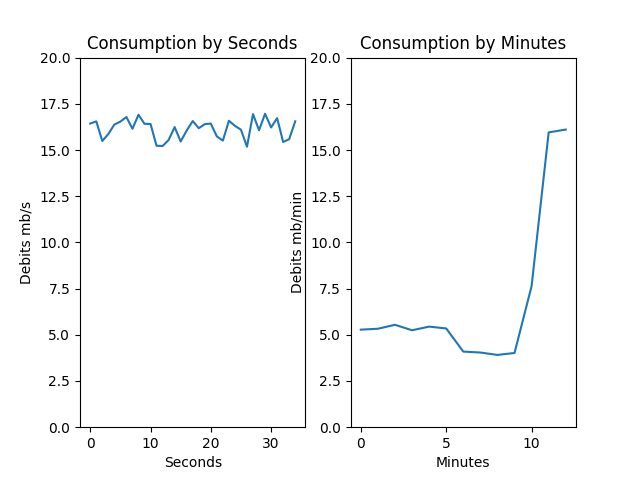 Consumption by Seconds
20.0
17.5
15.0
12.5
10.0
7.5
5.0
2.5
0.0
Debits mb/s
0 10 20 30
Seconds
Consumption by Minutes
20.0
17.5
15.0
12.5
10.0
7.5
5.0
2.5
0.0
Debits mb/min
0 5 10
Minutes